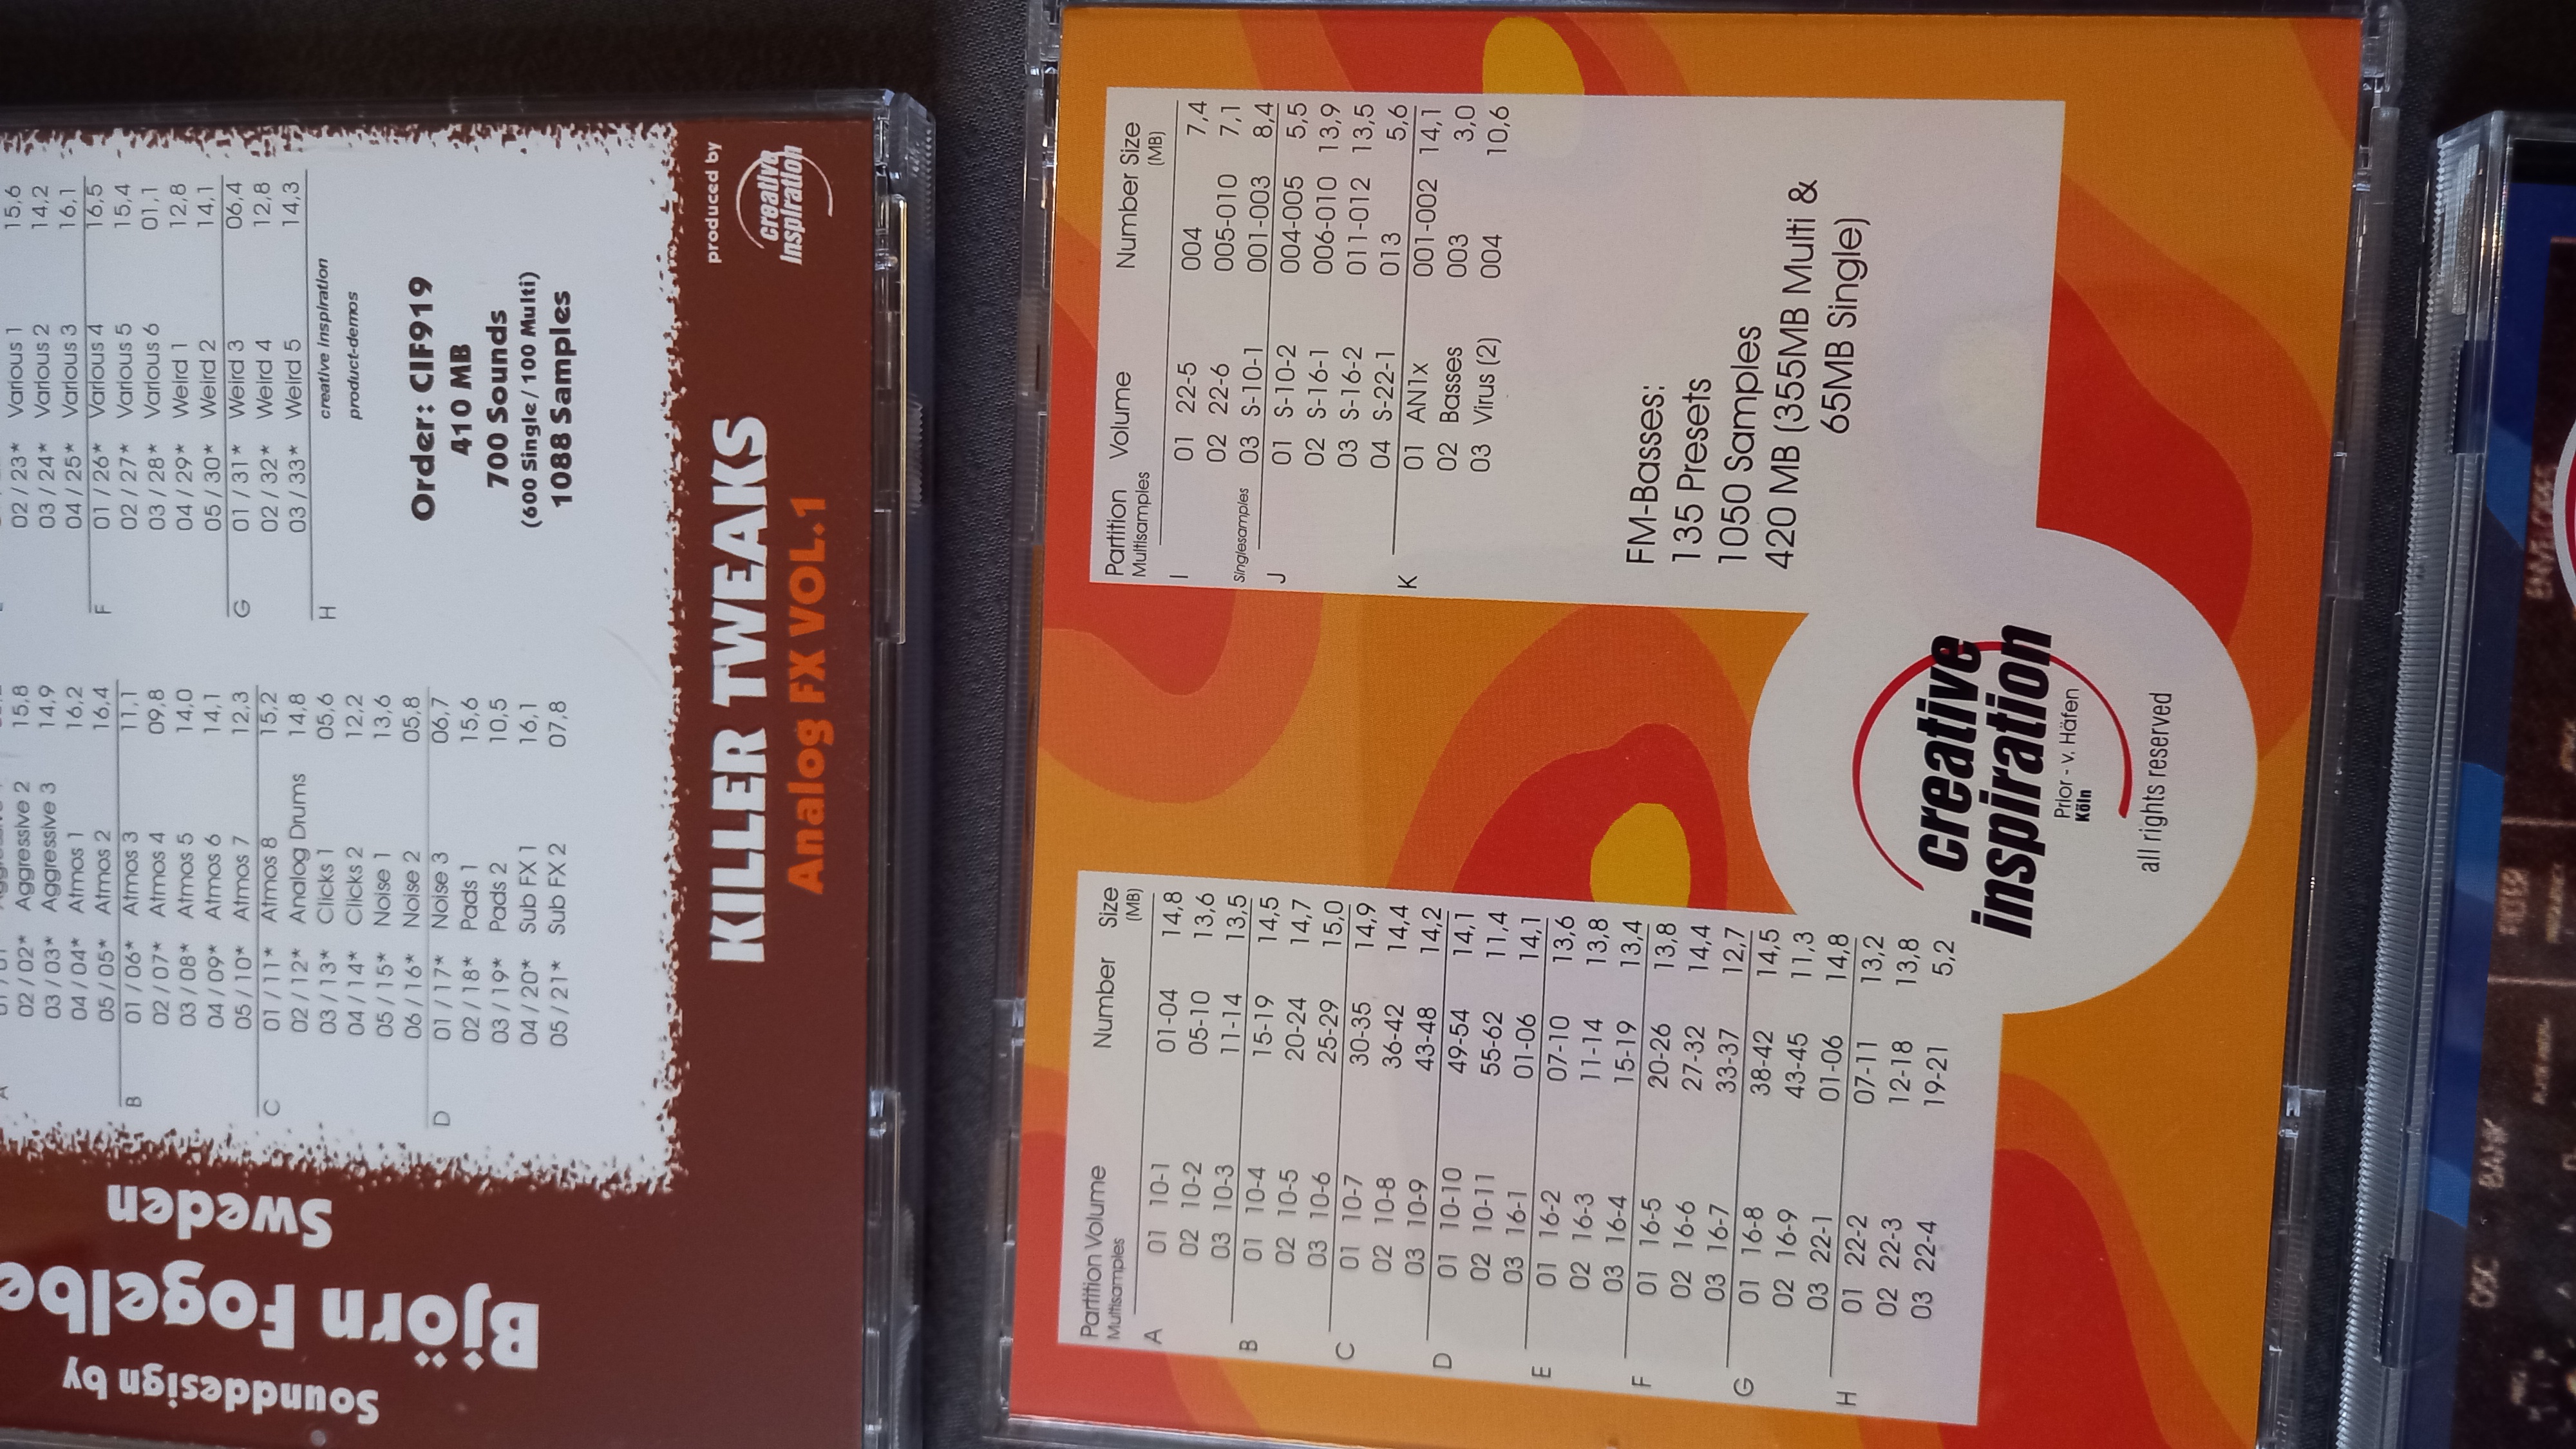 Sounddesign by
Björn Fogelbe
Sweden
A
02 / 02* Aggressive 2 15,8
03 / 03* Aggressive 3 14,9
04 / 04* Atmos 1 16,2
05 / 05* Atmos 2 16,4
B 01 / 06* Atmos 3 11,1
02 / 07* Atmos 4 09,8
03 / 08* Atmos 5 14,0
04 / 09* Atmos 6 14,1
05 / 10* Atmos 7 12,3
C 01 / 11* Atmos 8 15,2
02 / 12* Analog Drums 14,8
03 / 13* Clicks 1 05,6
04 / 14* Clicks 2 12,2
05 / 15* Noise 1 13,6
06 / 16* Noise 2 05,8
D 01 / 17* Noise 3 06,7
02 / 18* Pads 1 15,6
03 / 19* Pads 2 10,5
04 / 20* Sub FX 1 16,1
05 / 21* Sub FX 2 07,8
02 / 23* Various 1 15,6
03 / 24* Various 2 14,2
04 / 25* Various 3 16,1
F 01 / 26* Various 4 16,5
02 / 27* Various 5 15,4
03 / 28* Various 6 01,1
04 / 29* Weird 1 12,8
05 / 30* Weird 2 14,1
G 01 / 31* Weird 3 06,4
02 / 32* Weird 4 12,8
03 / 33* Weird 5 14,3
H creative inspiration
product-demos
Order: CIF919
410 MB
700 Sounds
(600 Single / 100 Multi)
1088 Samples
KILLER TWEAKS
Analog FX VOL.1
produced by
creative
inspiration
Partition Volume Number Size
Multisamples (MB)
A 01 10-1 01-04 14,8
02 10-2 05-10 13,6
03 10-3 11-14 13,5
B 01 10-4 15-19 14,5
02 10-5 20-24 14,7
03 10-6 25-29 15,0
C 01 10-7 30-35 14,9
02 10-8 36-42 14,4
03 10-9 43-48 14,2
D 01 10-10 49-54 14,1
02 10-11 55-62 11,4
03 16-1 01-06 14,1
E 01 16-2 07-10 13,6
02 16-3 11-14 13,8
03 16-4 15-19 13,4
F 01 16-5 20-26 13,8
02 16-6 27-32 14,4
03 16-7 33-37 12,7
G 01 16-8 38-42 14,5
02 16-9 43-45 11,3
03 22-1 01-06 14,8
H 01 22-2 07-11 13,2
02 22-3 12-18 13,8
03 22-4 19-21 5,2
Partition Volume Number Size
Multisamples (MB)
I 01 22-5 004 7,4
02 22-6 005-010 7,1
Singlesamples 03 S-10-1 001-003 8,4
J 01 S-10-2 004-005 5,5
02 S-16-1 006-010 13,9
03 S-16-2 011-012 13,5
04 S-22-1 013 5,6
K 01 AN1x 001-002 14,1
02 Basses 003 3,0
03 Virus (2) 004 10,6
FM-Basses:
135 Presets
1050 Samples
420 MB (355MB Multi &
65MB Single)
creative
inspiration
Prior - v. Häfen
Köln
all rights reserved
OSC BANK